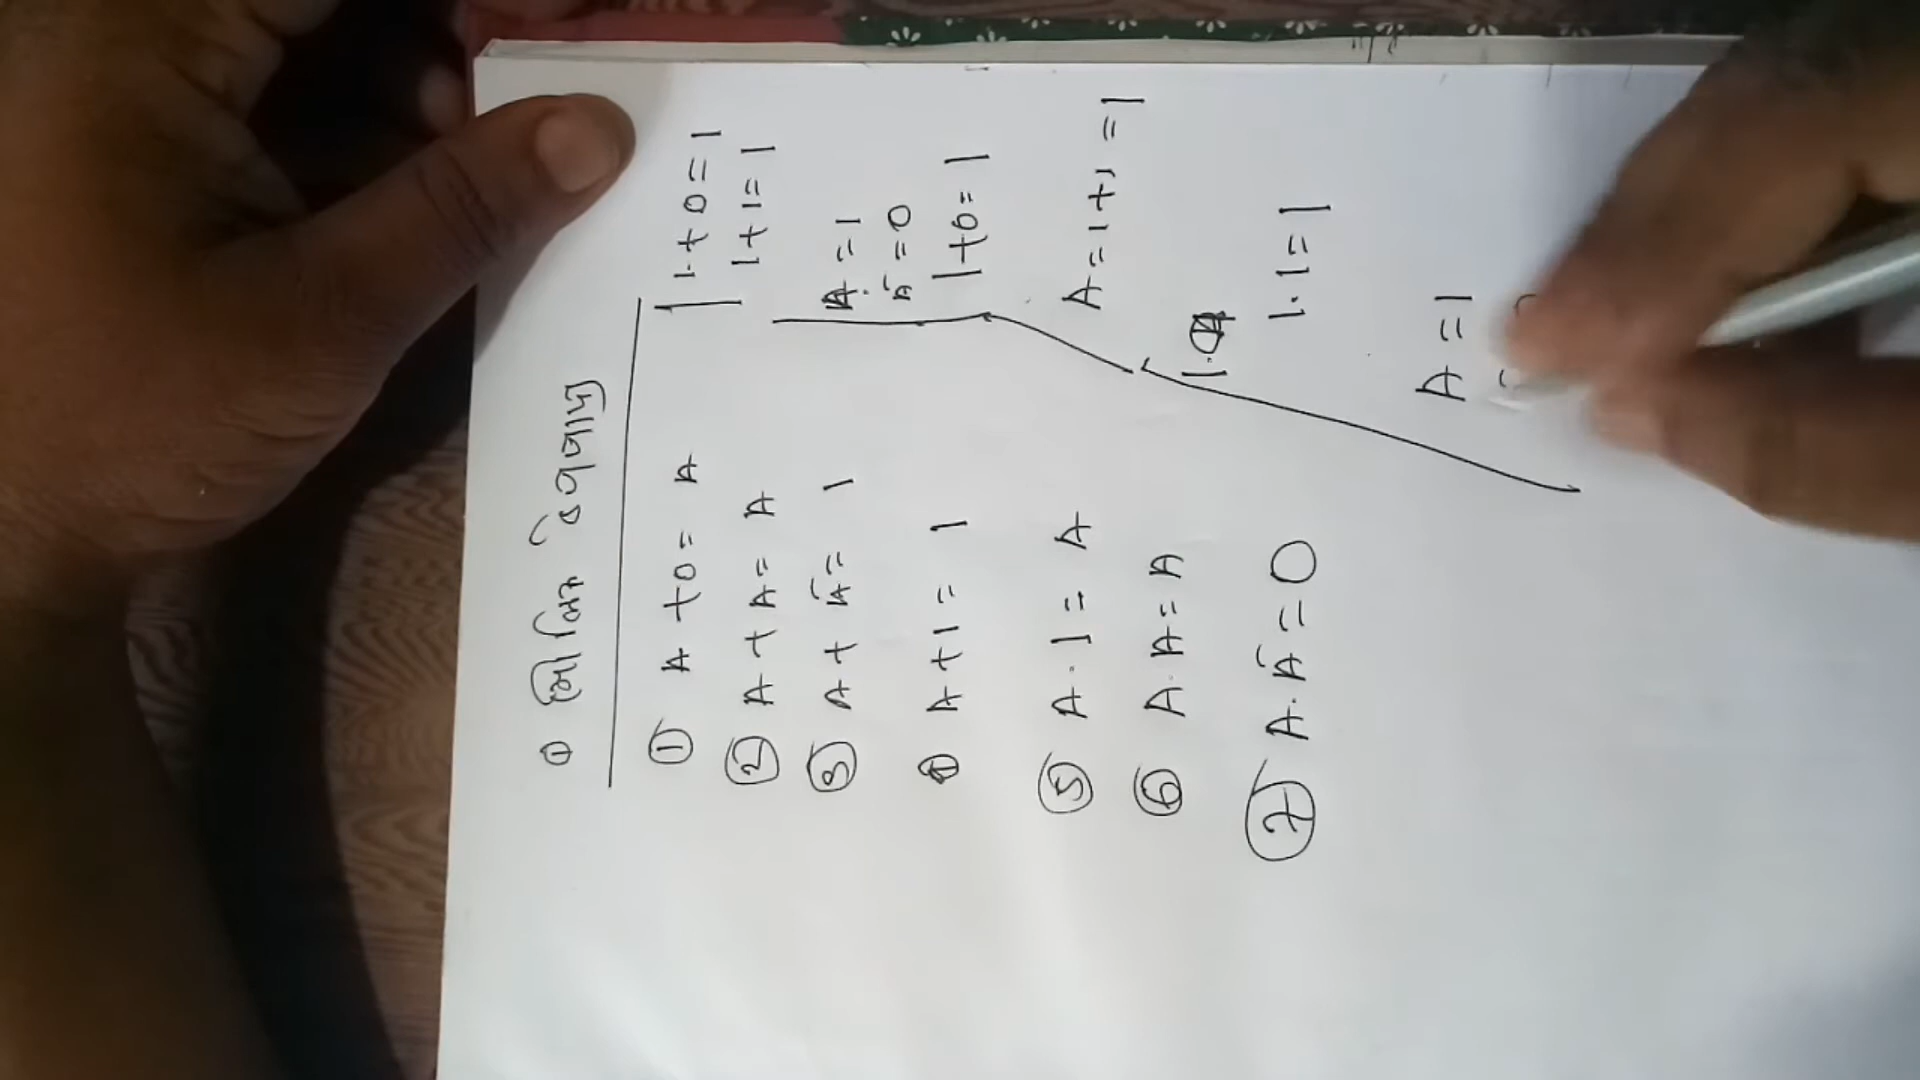 ① মৌলিক উপপাদ্য
① A + 0 = A
② A + A = A
③ A + A̅ = 1
④ A + 1 = 1
⑤ A · 1 = A
⑥ A · A = A
⑦ A · A̅ = 0
1 + 0 = 1
1 + 1 = 1
A = 1
A̅ = 0
1 + 0 = 1
A = 1 + 1 = 1
1 · 1 = 1
A = 1